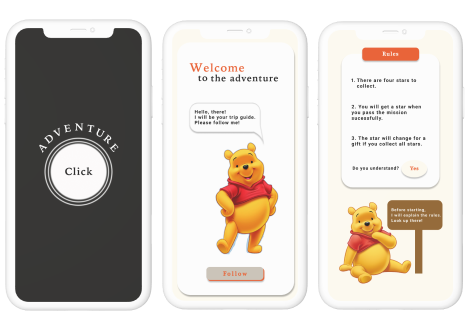 ADVENTURE
Click
Welcome
to the adventure
Hello, there!
I will be your trip guide.
Please follow me!
Follow
Rules
1. There are four stars to
collect.
2. You will get a star when
you pass the mission
sucessfully.
3. The star will change for a
gift if you collect all stars.
Do you understand?
Yes
Before starting,
I will explain the rules.
Look up there!